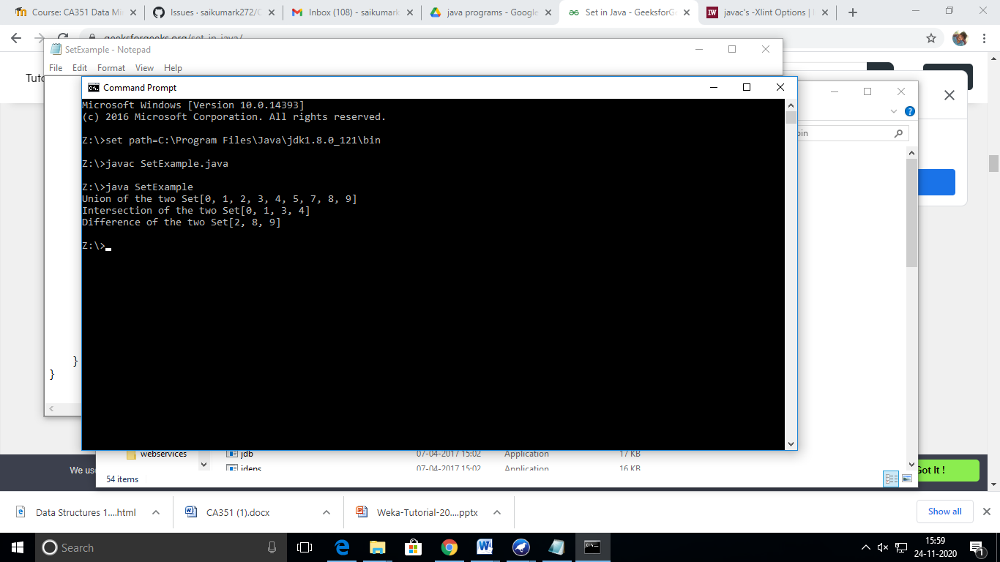 Course: CA351 Data Mi
Issues · saikumark272/C
Inbox (108) - saikumark
java programs - Google
Set in Java - GeeksforG
javac's -Xlint Options |
geeksforgeeks.org/set-in-java/
SetExample - Notepad
File Edit Format View Help
Command Prompt
Microsoft Windows [Version 10.0.14393]
(c) 2016 Microsoft Corporation. All rights reserved.
Z:\>set path=C:\Program Files\Java\jdk1.8.0_121\bin
Z:\>javac SetExample.java
Z:\>java SetExample
Union of the two Set[0, 1, 2, 3, 4, 5, 7, 8, 9]
Intersection of the two Set[0, 1, 3, 4]
Difference of the two Set[2, 8, 9]
Z:\>
}
}
bin
webservices
jdb 07-04-2017 15:02 Application 17 KB
jdeps 07-04-2017 15:02 Application 16 KB
54 items
We use
Got It !
Data Structures 1....html
CA351 (1).docx
Weka-Tutorial-20....pptx
Show all
Search
15:59
24-11-2020
1